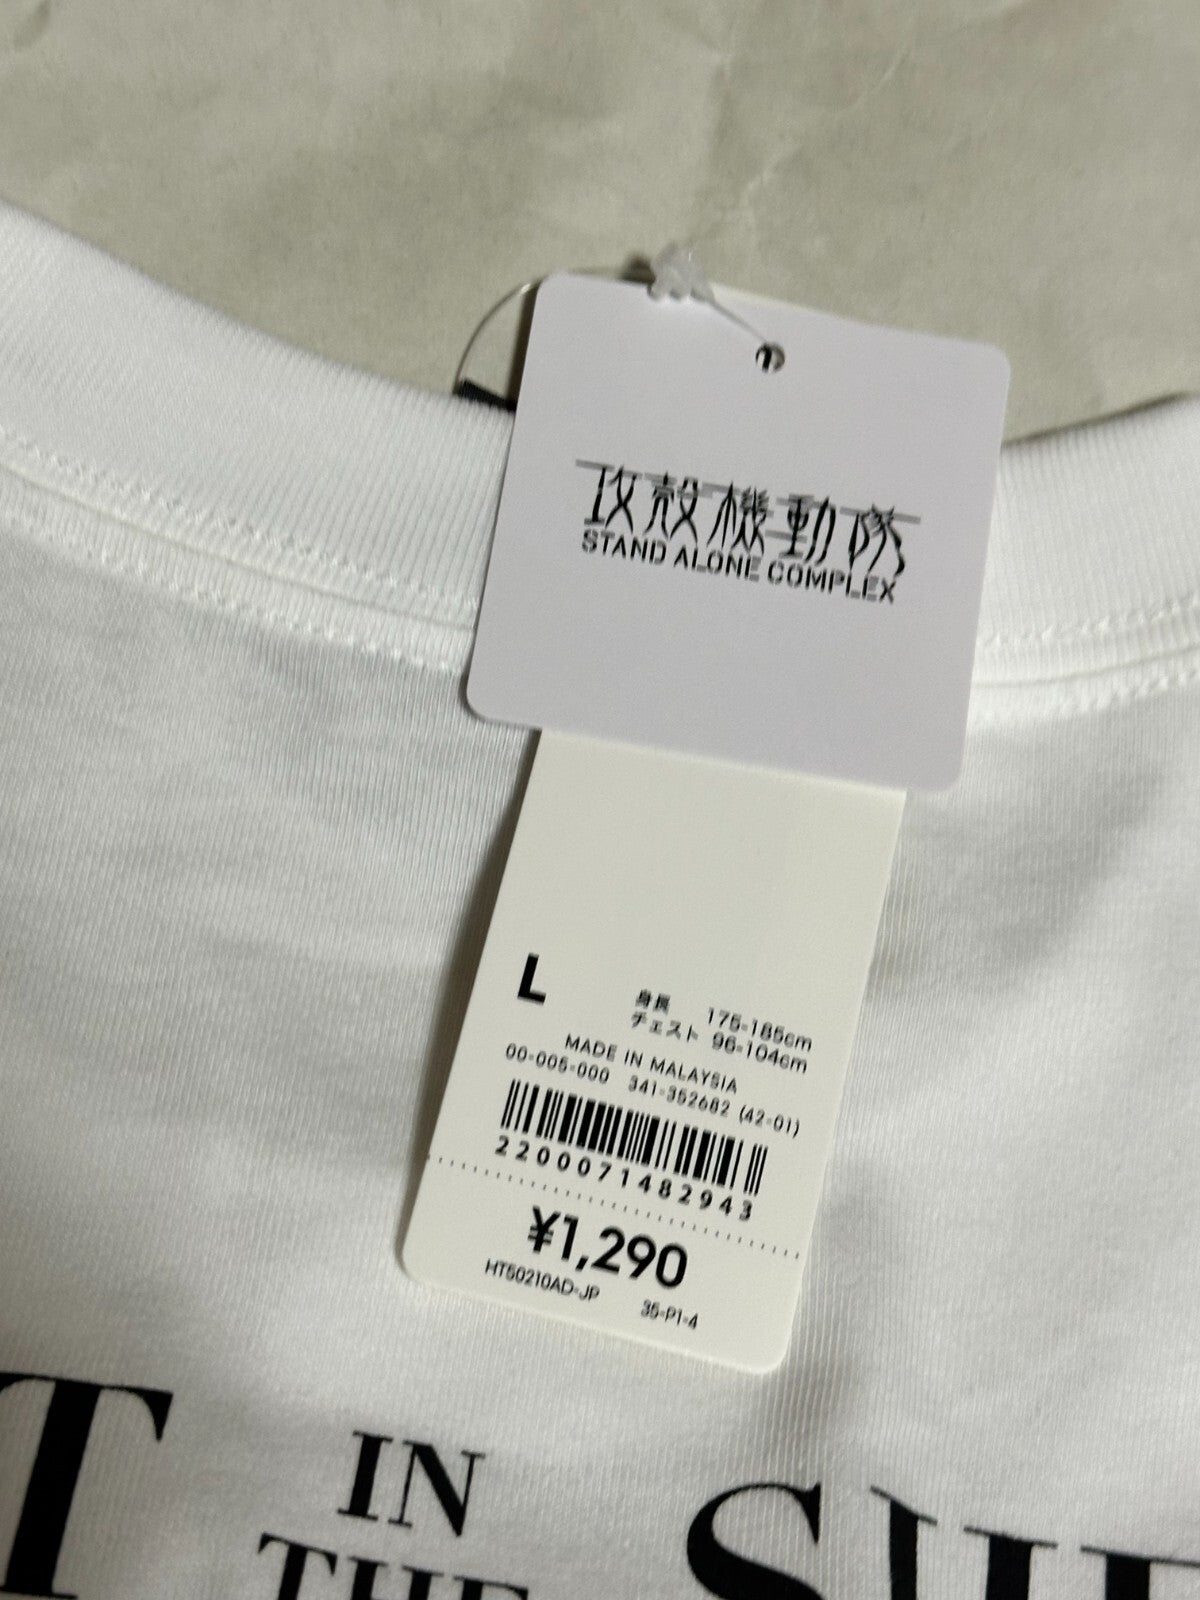 攻殻機動隊
STAND ALONE COMPLEX
L
身長 175-185cm
チェスト 96-104cm
MADE IN MALAYSIA
00-005-000 341-352682 (42-01)
2200071482943
¥1,290
HT50210AD-JP 35-P1-4
IN
THE